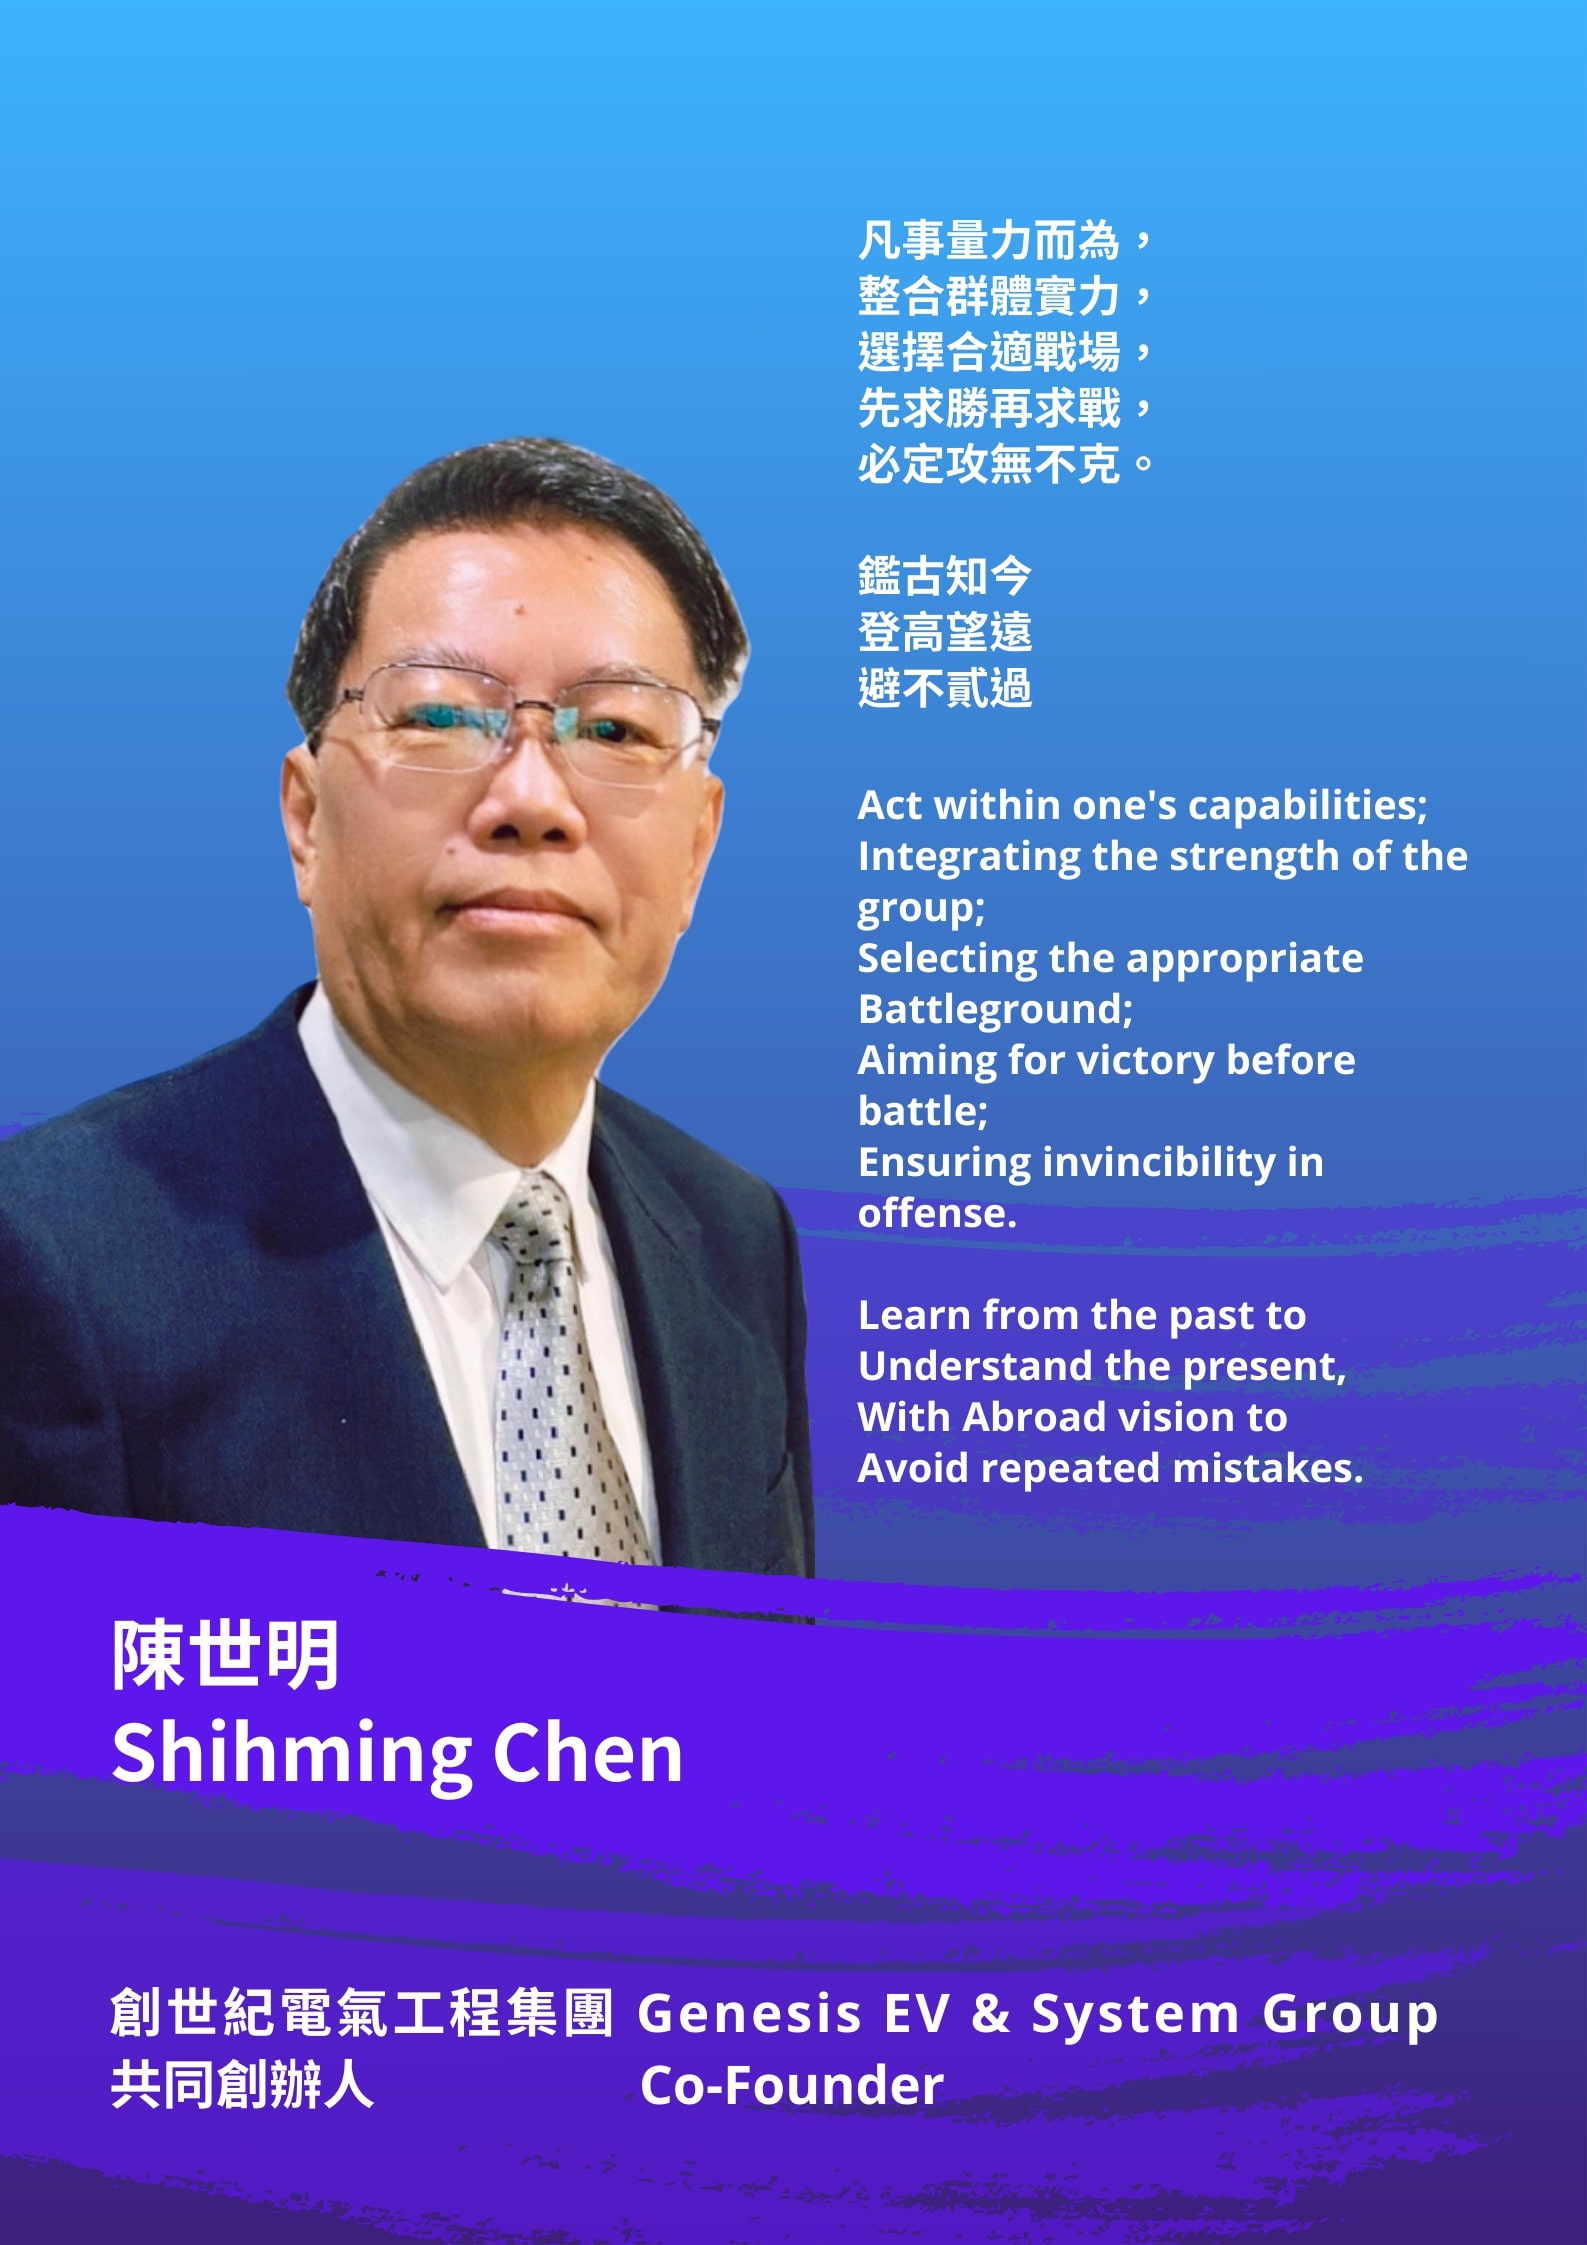 凡事量力而為，
整合群體實力，
選擇合適戰場，
先求勝再求戰，
必定攻無不克。
鑑古知今
登高望遠
避不貳過
Act within one's capabilities;
Integrating the strength of the
group;
Selecting the appropriate
Battleground;
Aiming for victory before
battle;
Ensuring invincibility in
offense.
Learn from the past to
Understand the present,
With Abroad vision to
Avoid repeated mistakes.
陳世明
Shihming Chen
創世紀電氣工程集團 Genesis EV & System Group
共同創辦人 Co-Founder